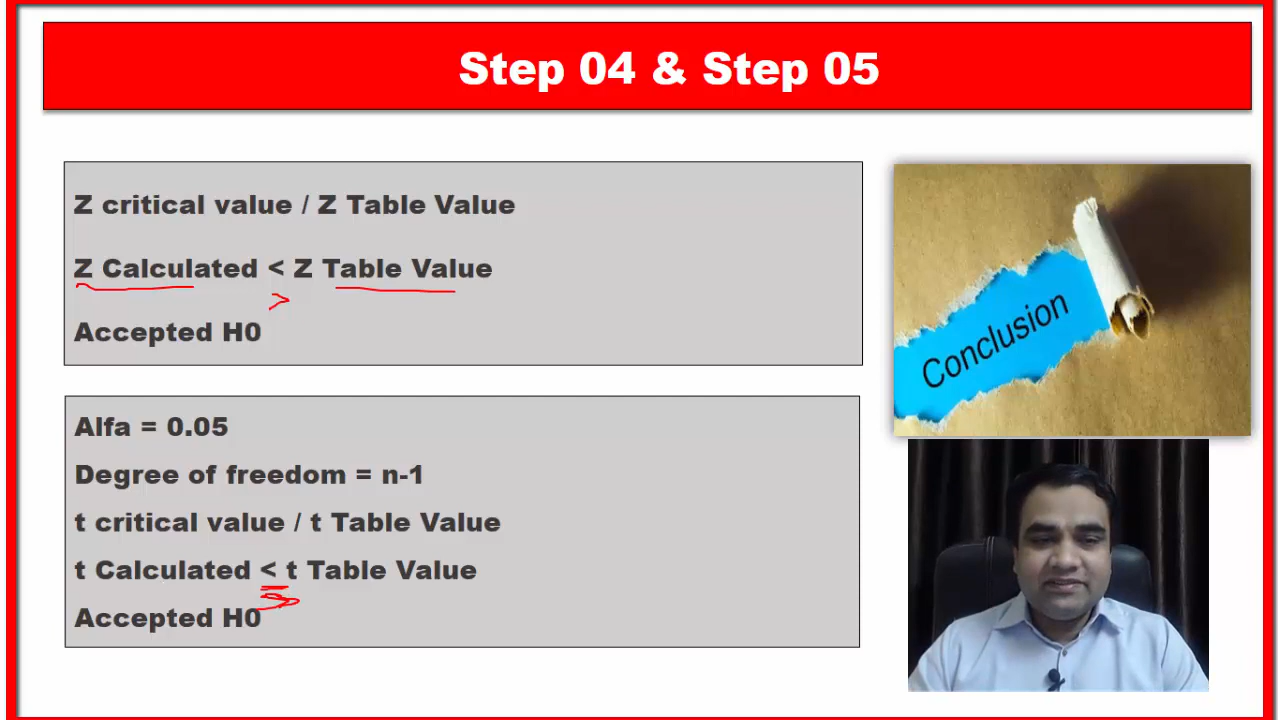 Step 04 & Step 05
Z critical value / Z Table Value
Z Calculated < Z Table Value
>
Accepted H0
Conclusion
Alfa = 0.05
Degree of freedom = n-1
t critical value / t Table Value
t Calculated < t Table Value
>
Accepted H0